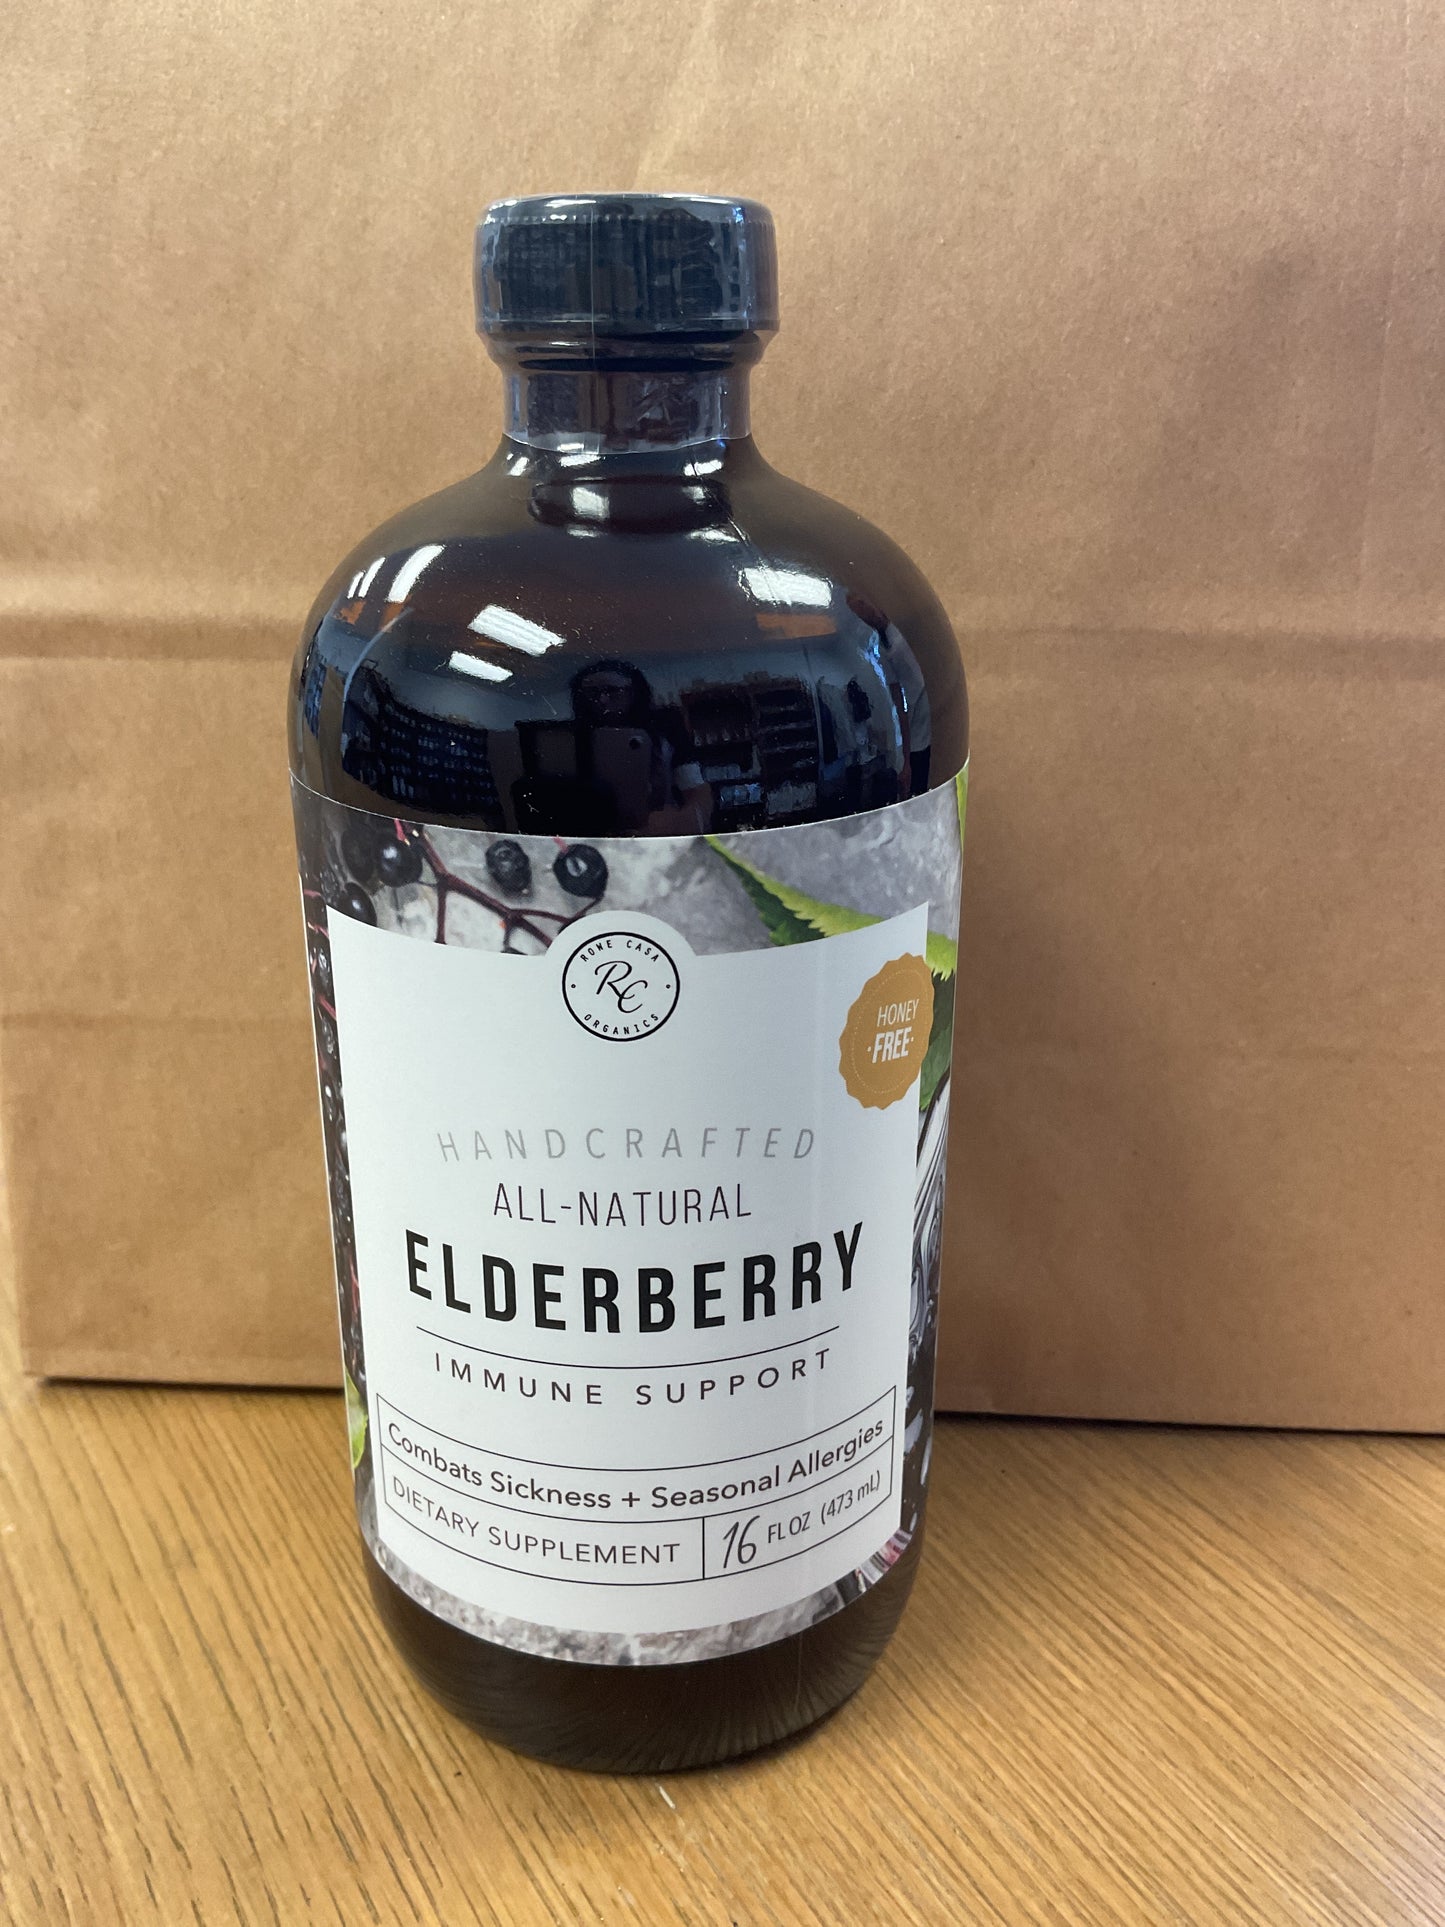 ROWE CASA
RC
ORGANICS
HONEY
·FREE·
HANDCRAFTED
ALL-NATURAL
ELDERBERRY
IMMUNE SUPPORT
Combats Sickness + Seasonal Allergies
DIETARY SUPPLEMENT
16 FL OZ (473 mL)